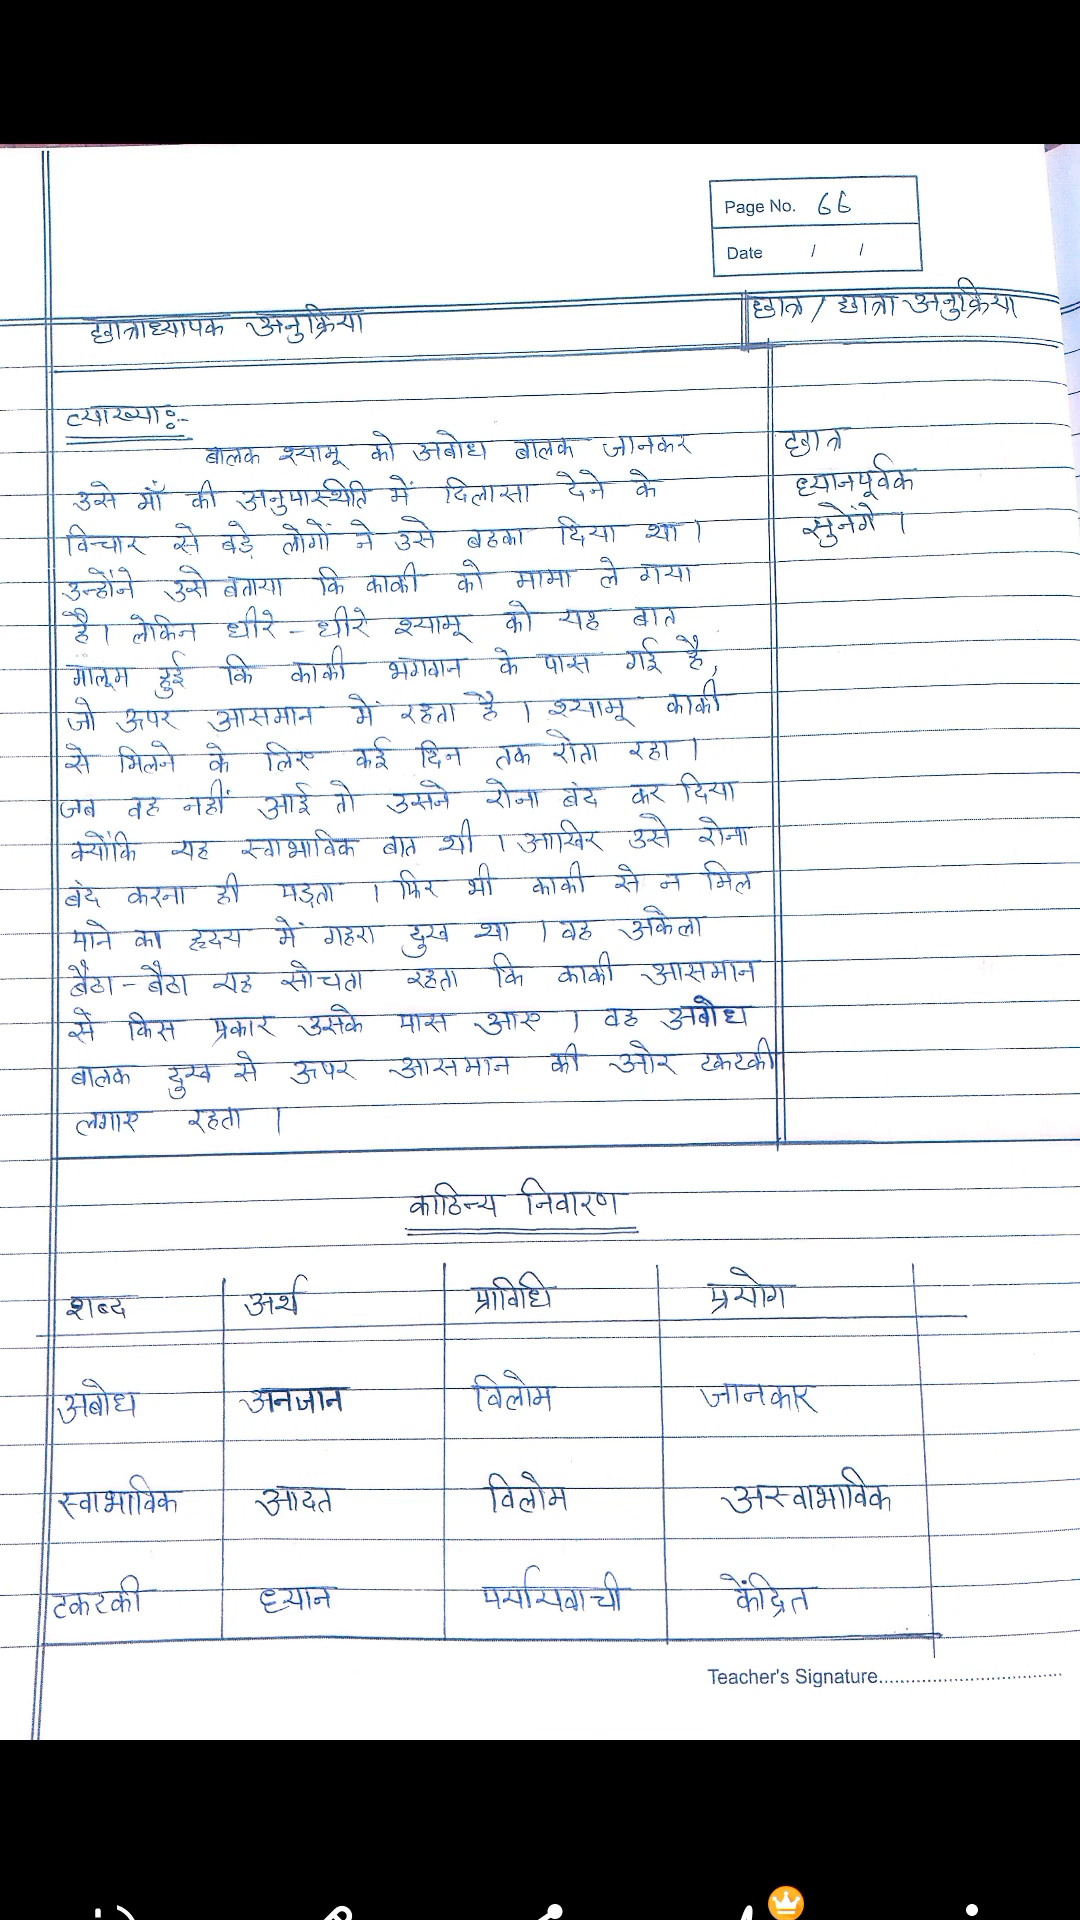 Page No. 66
Date / /
छात्राध्यापक अनुक्रिया
छात्र / छात्रा अनुक्रिया
व्याख्याः-
बालक श्यामू को अबोध बालक जानकर
उसे माँ की अनुपास्थिति में दिलासा देने के
विचार से बड़े लोगों ने उसे बहका दिया था।
उन्होंने उसे बताया कि काकी को मामा ले गया
है। लेकिन धीरे-धीरे श्यामू को यह बात
मालूम हुई कि काकी भगवान के पास गई है,
जो ऊपर आसमान में रहता है। श्यामू काकी
से मिलने के लिए कई दिन तक रोता रहा।
जब वह नहीं आई तो उसने रोना बंद कर दिया
क्योंकि यह स्वाभाविक बात थी। आखिर उसे रोना
बंद करना ही पड़ता। फिर भी काकी से न मिल
पाने का हृदय में गहरा दुख था। वह अकेला
बैठा-बैठा यह सोचता रहता कि काकी आसमान
से किस प्रकार उसके पास आए। वह अबोध
बालक दुख से ऊपर आसमान की ओर टकटकी
लगाए रहता।
छात्र
ध्यानपूर्वक
सुनेंगे।
काठिन्य निवारण
शब्द अर्थ प्राविधि प्रयोग
अबोध अनजान विलोम जानकार
स्वाभाविक आदत विलोम अस्वाभाविक
टकटकी ध्यान पर्यायवाची केंद्रित
Teacher's Signature